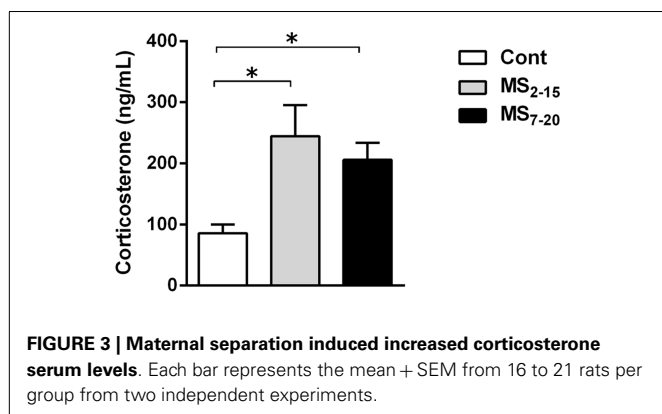 400
300
200
100
0
Corticosterone (ng/mL)
*
*
Cont
MS2-15
MS7-20
FIGURE 3 | Maternal separation induced increased corticosterone
serum levels. Each bar represents the mean + SEM from 16 to 21 rats per
group from two independent experiments.